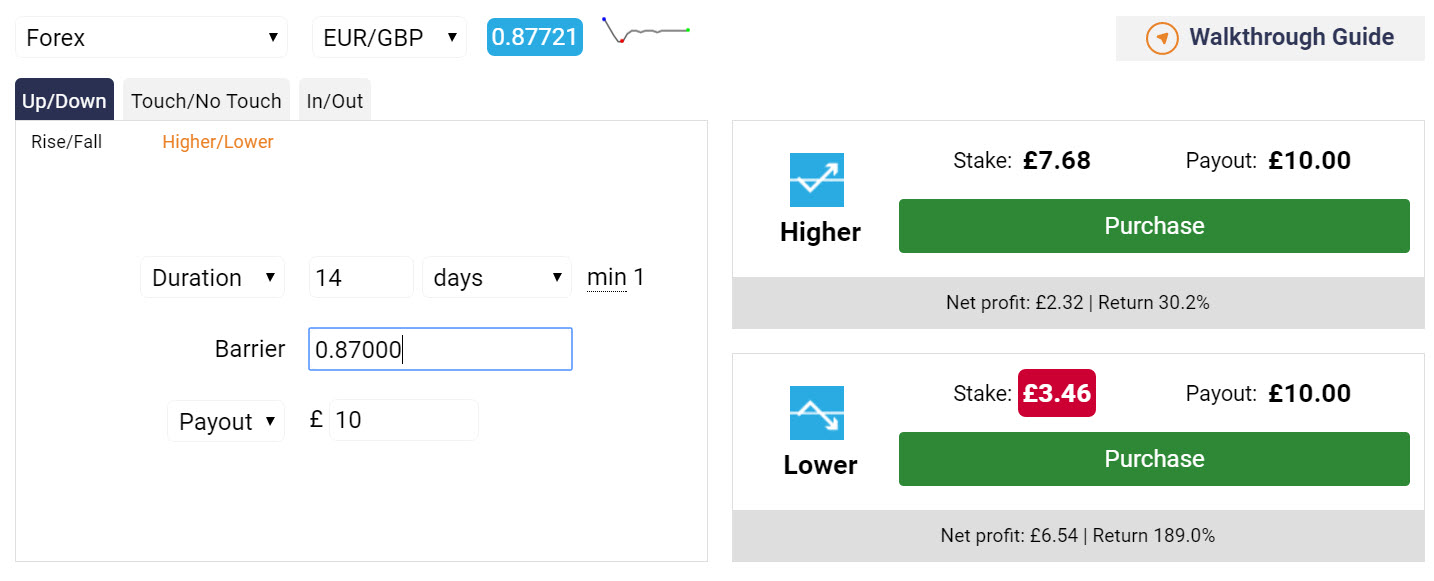 Forex EUR/GBP 0.87721 Walkthrough Guide
Up/Down Touch/No Touch In/Out
Rise/Fall Higher/Lower
Duration 14 days min 1
Barrier 0.87000
Payout £ 10
Stake: £7.68 Payout: £10.00
Higher
Purchase
Net profit: £2.32 | Return 30.2%
Stake: £3.46 Payout: £10.00
Lower
Purchase
Net profit: £6.54 | Return 189.0%